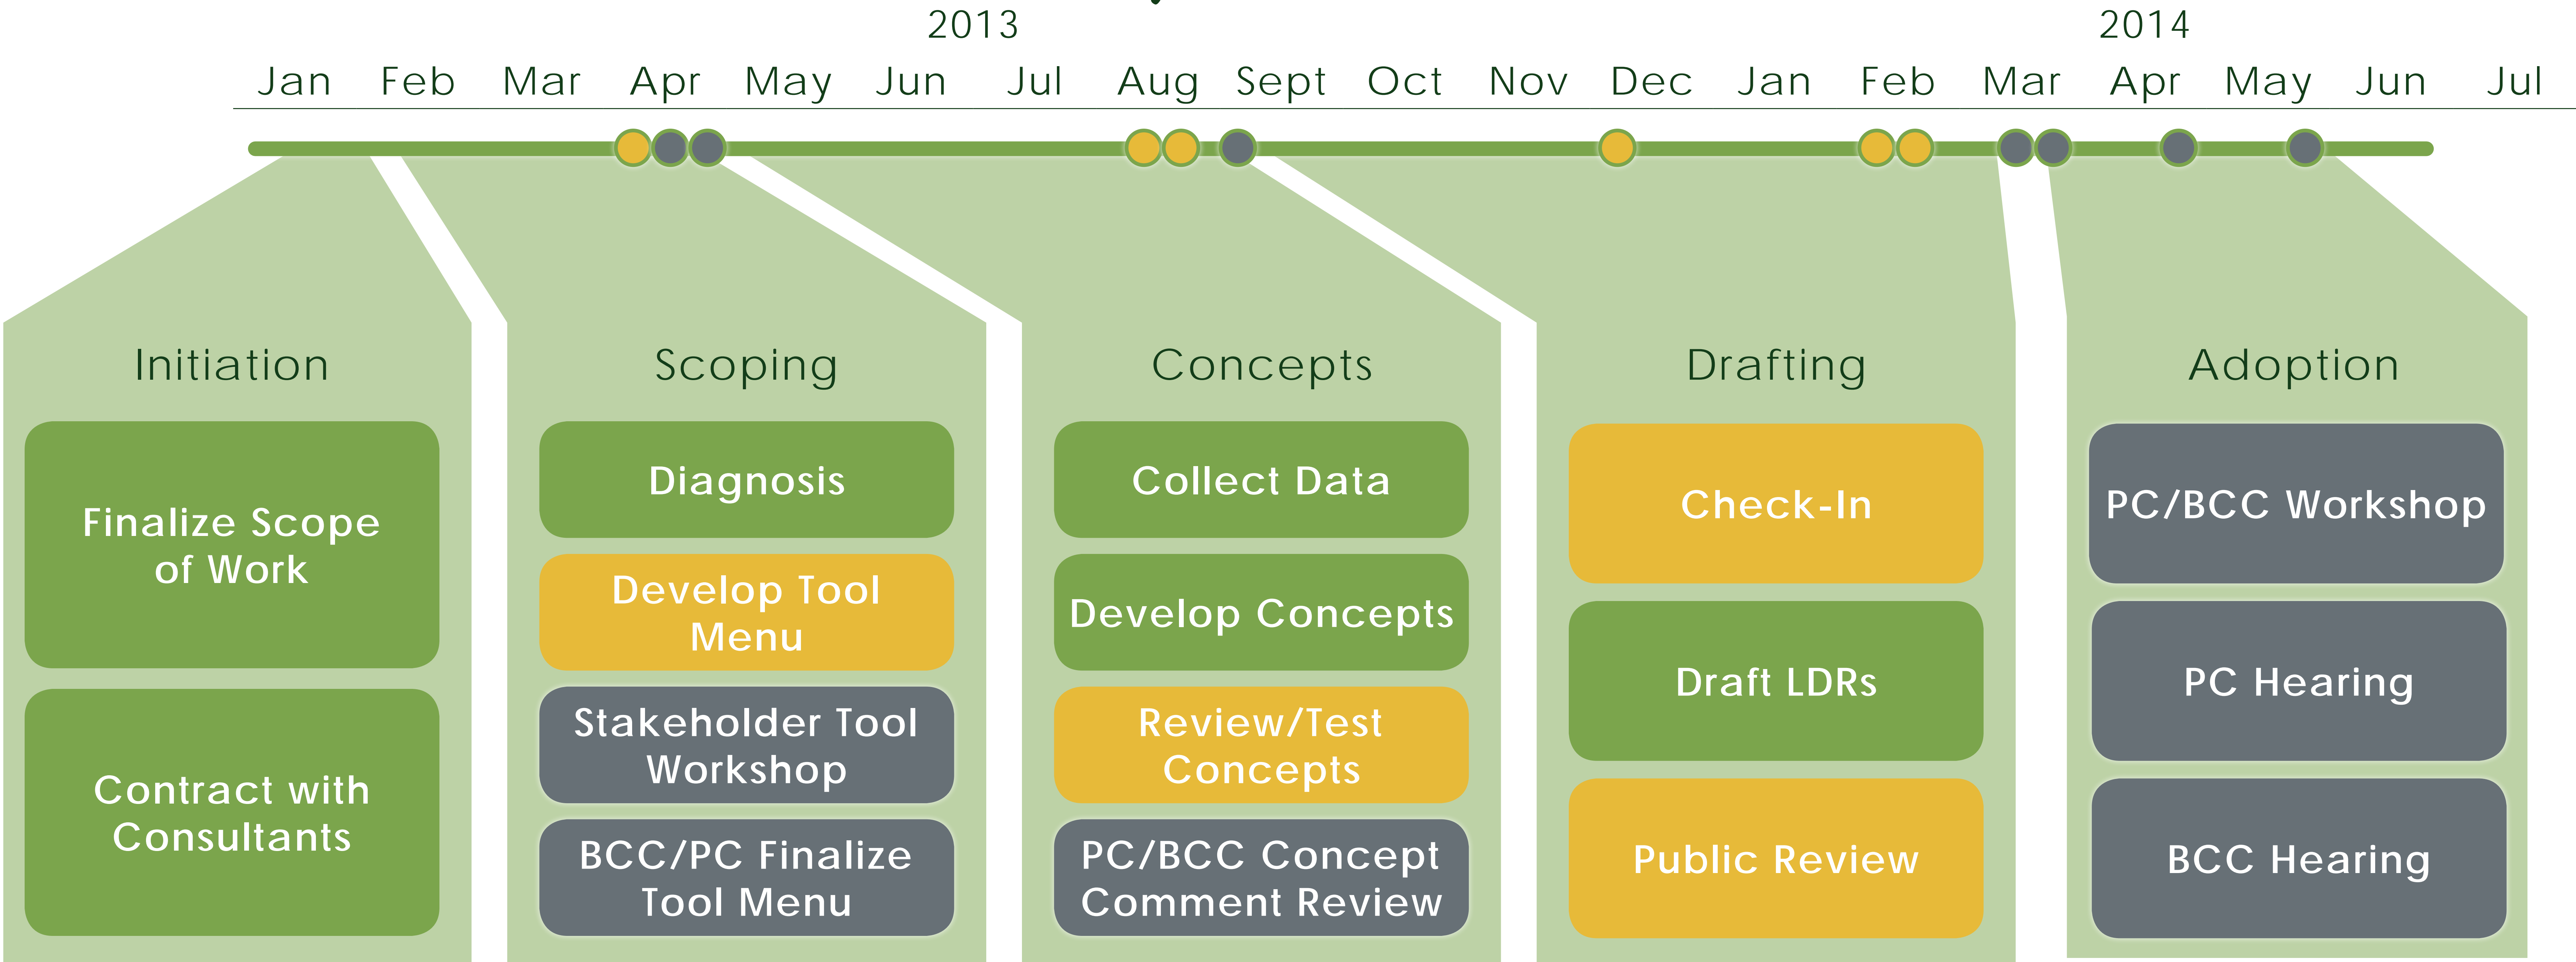 2013 2014
Jan Feb Mar Apr May Jun Jul Aug Sept Oct Nov Dec Jan Feb Mar Apr May Jun Jul
Initiation
Finalize Scope
of Work
Contract with
Consultants
Scoping
Diagnosis
Develop Tool
Menu
Stakeholder Tool
Workshop
BCC/PC Finalize
Tool Menu
Concepts
Collect Data
Develop Concepts
Review/Test
Concepts
PC/BCC Concept
Comment Review
Drafting
Check-In
Draft LDRs
Public Review
Adoption
PC/BCC Workshop
PC Hearing
BCC Hearing